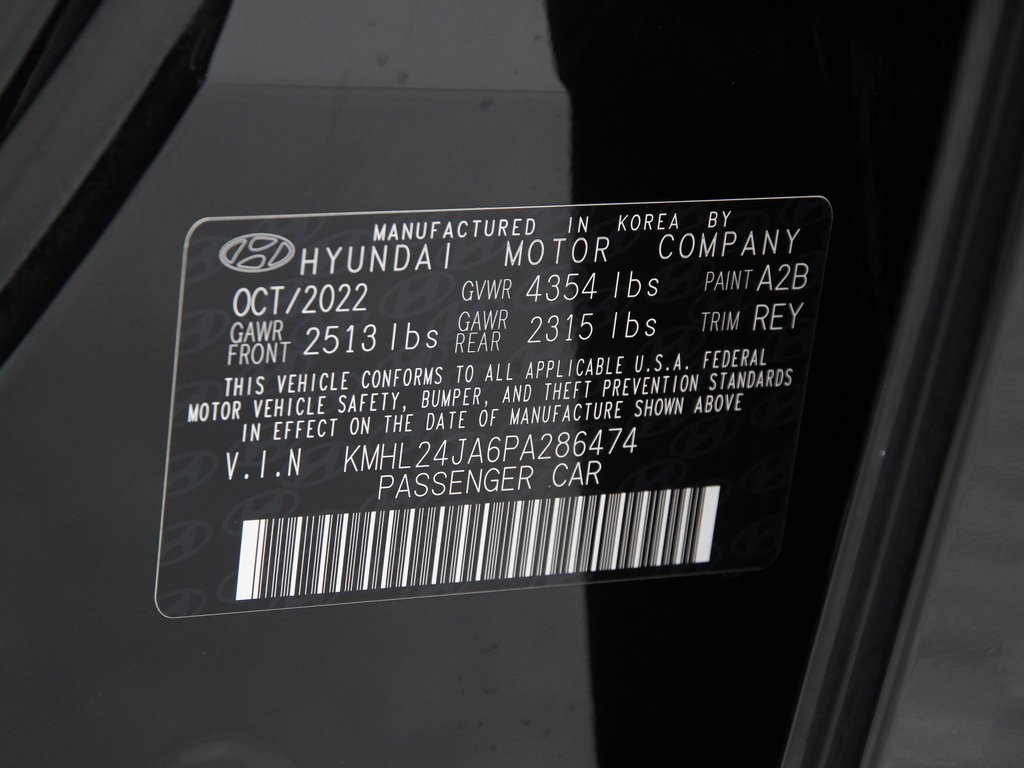 MANUFACTURED IN KOREA BY
HYUNDAI MOTOR COMPANY
OCT/2022 GVWR 4354 lbs PAINT A2B
GAWR FRONT 2513 lbs GAWR REAR 2315 lbs TRIM REY
THIS VEHICLE CONFORMS TO ALL APPLICABLE U.S.A. FEDERAL
MOTOR VEHICLE SAFETY, BUMPER, AND THEFT PREVENTION STANDARDS
IN EFFECT ON THE DATE OF MANUFACTURE SHOWN ABOVE
V.I.N KMHL24JA6PA286474
PASSENGER CAR